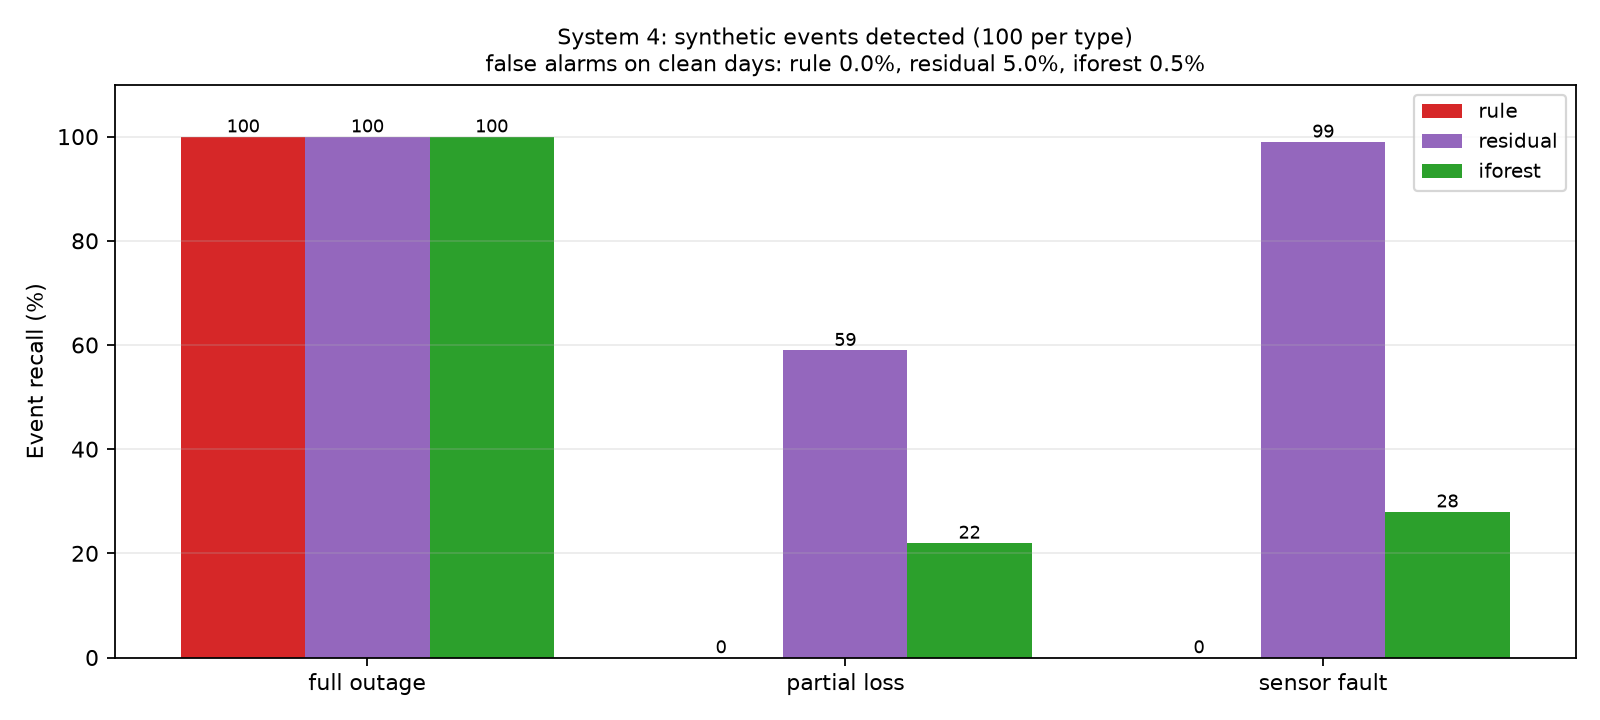 System 4: synthetic events detected (100 per type)
false alarms on clean days: rule 0.0%, residual 5.0%, iforest 0.5%
Event recall (%)
100
80
60
40
20
0
100
100
100
0
59
22
0
99
28
rule
residual
iforest
full outage
partial loss
sensor fault